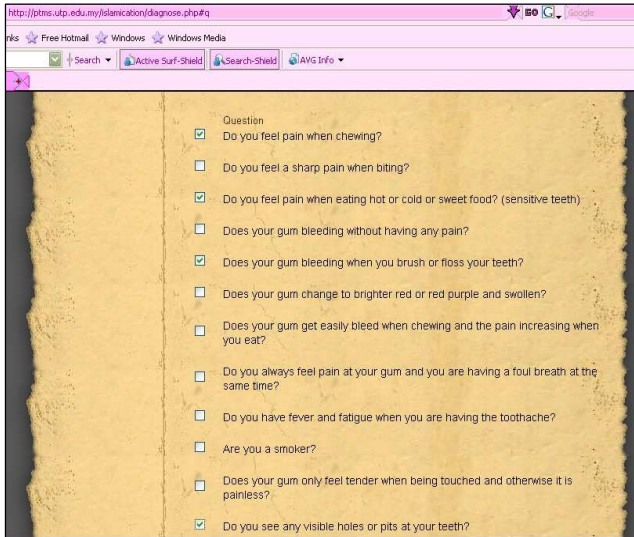 http://ptms.utp.edu.my/islamication/diagnose.php#q
GO G Google
nks Free Hotmail Windows Windows Media
Search Active Surf-Shield Search-Shield AVG Info
Question
Do you feel pain when chewing?
Do you feel a sharp pain when biting?
Do you feel pain when eating hot or cold or sweet food? (sensitive teeth)
Does your gum bleeding without having any pain?
Does your gum bleeding when you brush or floss your teeth?
Does your gum change to brighter red or red purple and swollen?
Does your gum get easily bleed when chewing and the pain increasing when
you eat?
Do you always feel pain at your gum and you are having a foul breath at the
same time?
Do you have fever and fatigue when you are having the toothache?
Are you a smoker?
Does your gum only feel tender when being touched and otherwise it is
painless?
Do you see any visible holes or pits at your teeth?